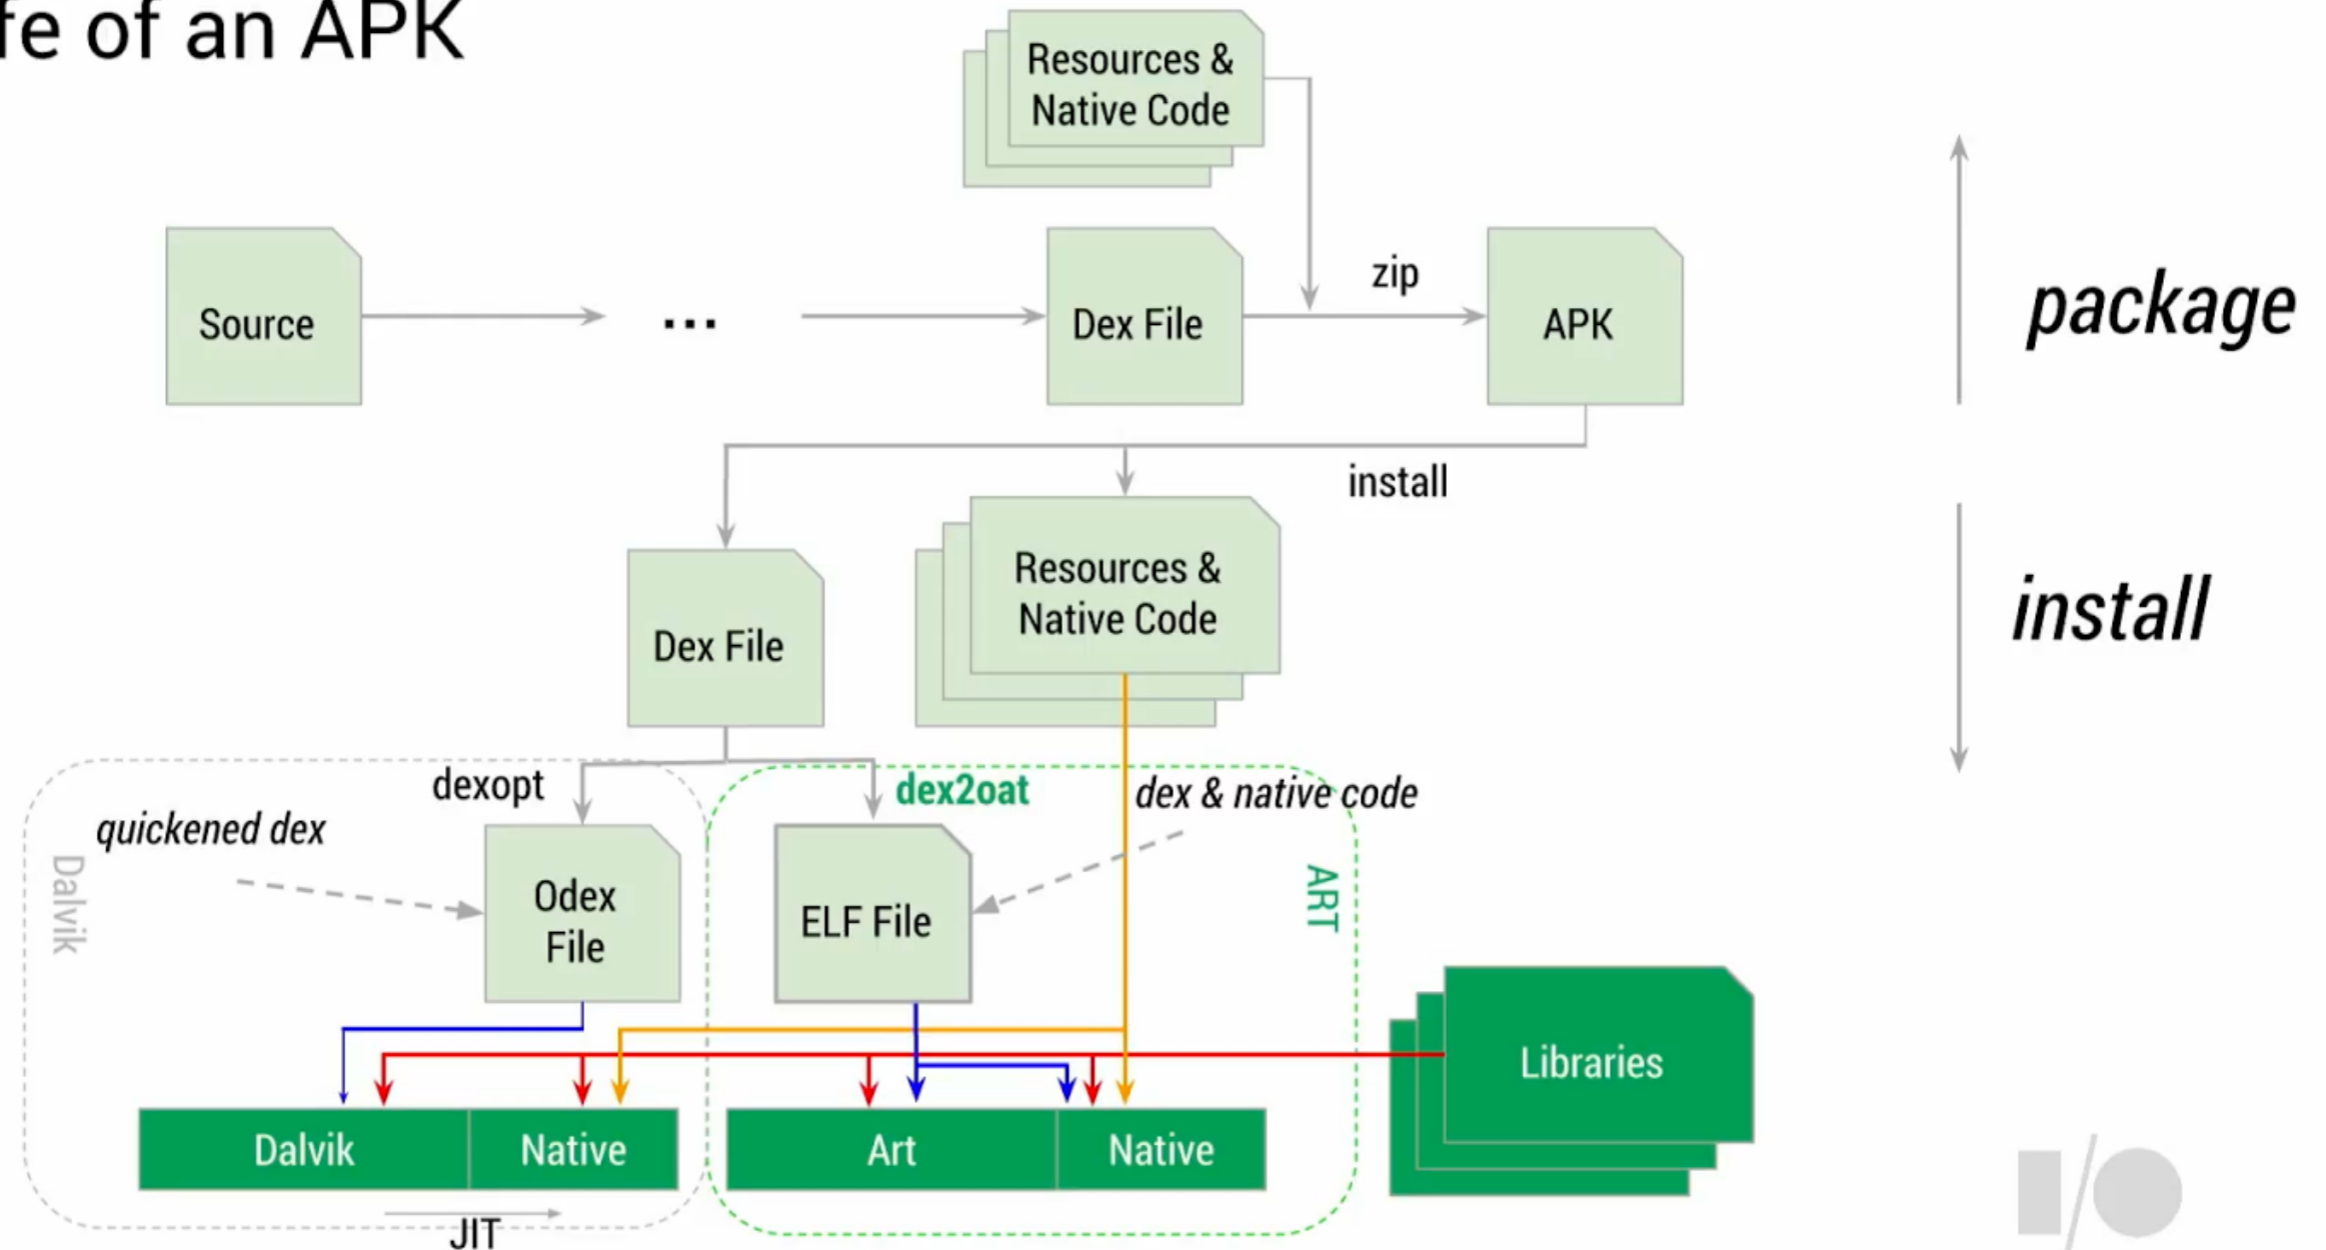 fe of an APK
Resources &
Native Code
Source
...
Dex File
zip
APK
package
install
Resources &
Native Code
install
Dex File
dexopt
dex2oat
dex & native code
quickened dex
Dalvik
Odex
File
ELF File
ART
Libraries
Dalvik
Native
Art
Native
JIT